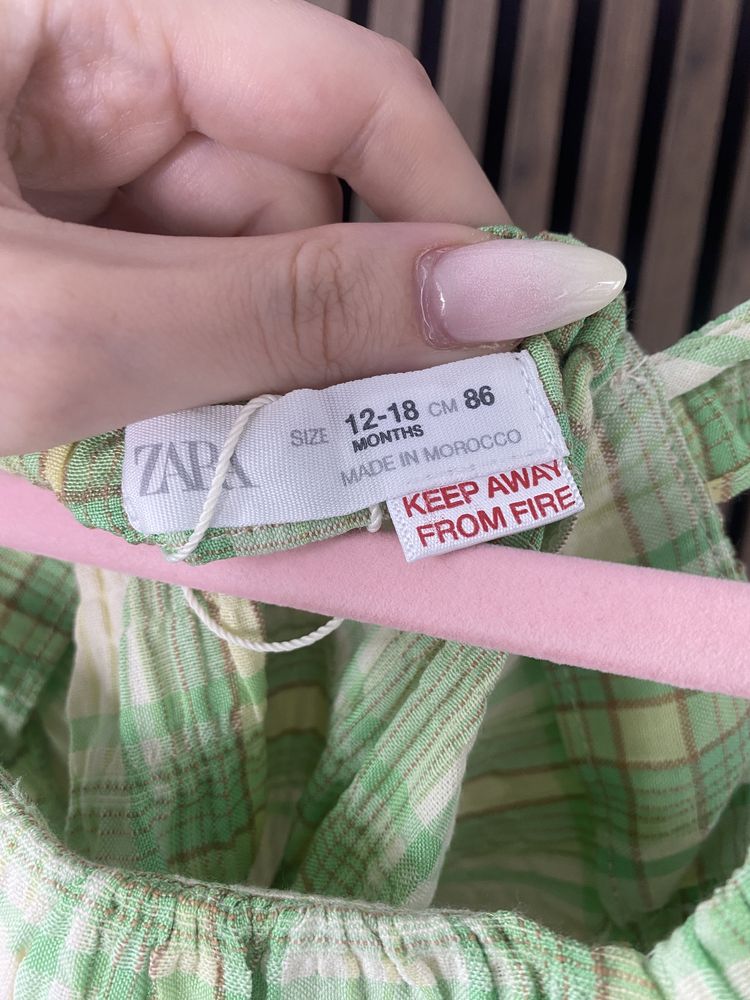 ZARA
SIZE 12-18 CM 86
MONTHS
MADE IN MOROCCO
KEEP AWAY
FROM FIRE